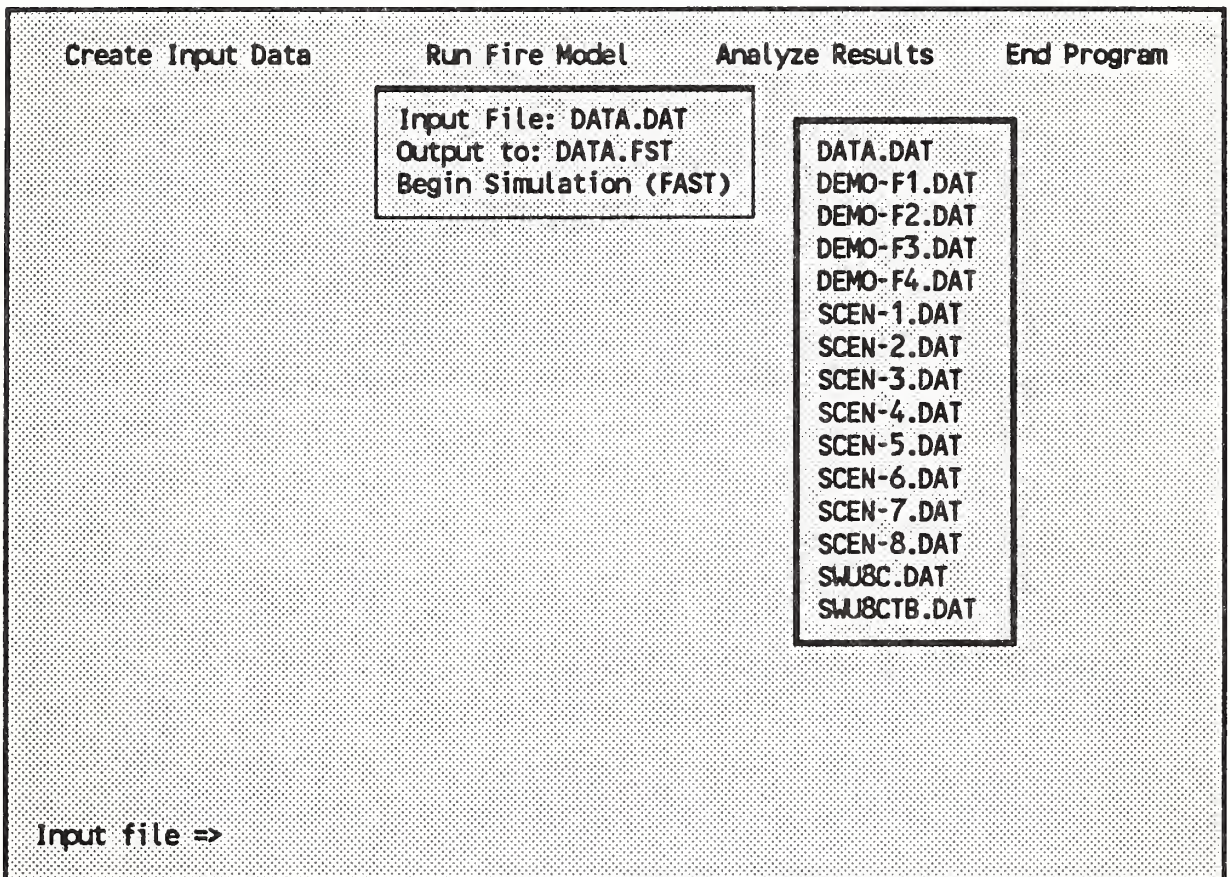 Create Input Data Run Fire Model Analyze Results End Program
Input File: DATA.DAT
Output to: DATA.FST
Begin Simulation (FAST)
DATA.DAT
DEMO-F1.DAT
DEMO-F2.DAT
DEMO-F3.DAT
DEMO-F4.DAT
SCEN-1.DAT
SCEN-2.DAT
SCEN-3.DAT
SCEN-4.DAT
SCEN-5.DAT
SCEN-6.DAT
SCEN-7.DAT
SCEN-8.DAT
SWU8C.DAT
SWU8CTB.DAT
Input file =>